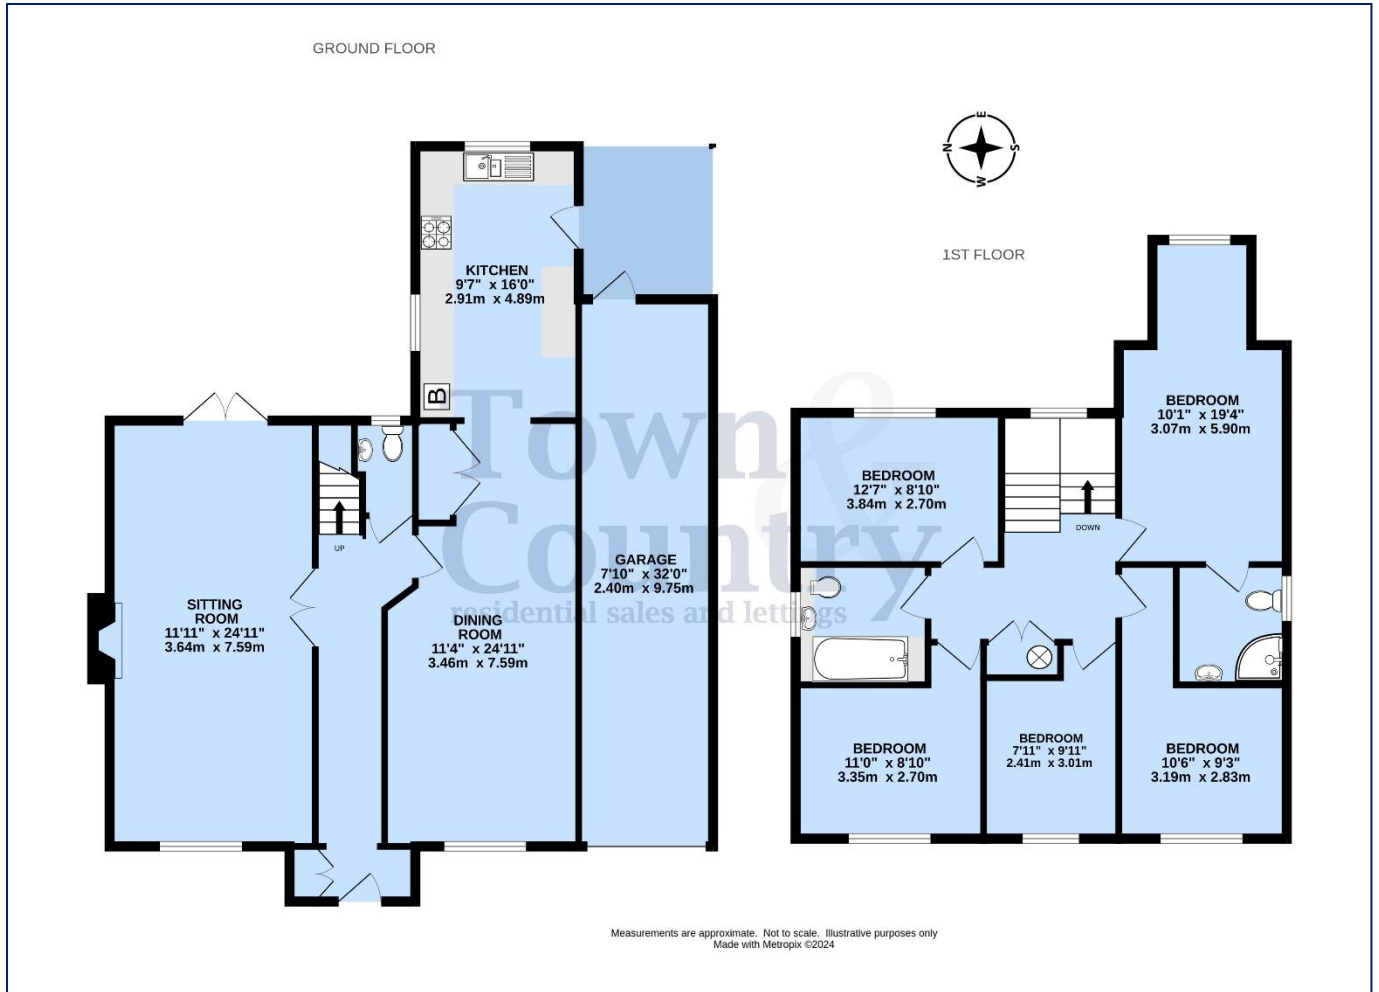 GROUND FLOOR
E
N
S
W
1ST FLOOR
KITCHEN
9'7" x 16'0"
2.91m x 4.89m
B
BEDROOM
10'1" x 19'4"
3.07m x 5.90m
Town &
Country
residential sales and lettings
BEDROOM
12'7" x 8'10"
3.84m x 2.70m
DOWN
UP
GARAGE
7'10" x 32'0"
2.40m x 9.75m
SITTING
ROOM
11'11" x 24'11"
3.64m x 7.59m
DINING
ROOM
11'4" x 24'11"
3.46m x 7.59m
BEDROOM
11'0" x 8'10"
3.35m x 2.70m
BEDROOM
7'11" x 9'11"
2.41m x 3.01m
BEDROOM
10'6" x 9'3"
3.19m x 2.83m
Measurements are approximate. Not to scale. Illustrative purposes only
Made with Metropix ©2024